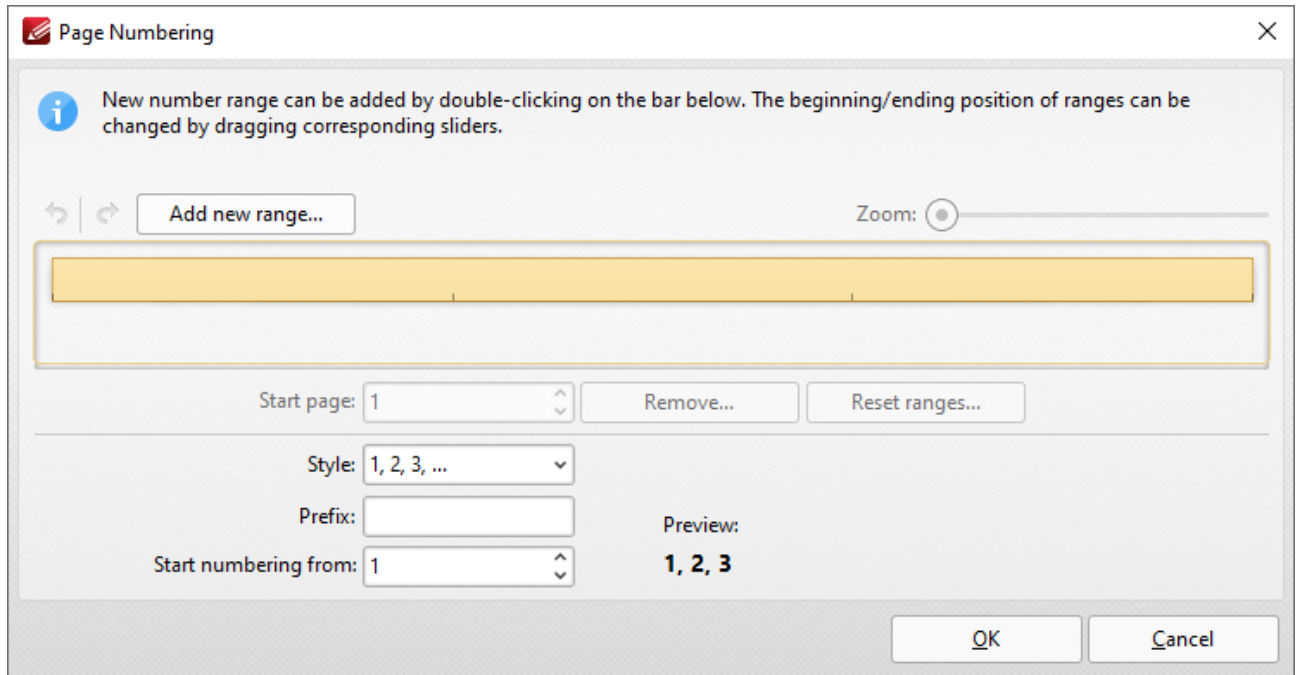 Page Numbering
New number range can be added by double-clicking on the bar below. The beginning/ending position of ranges can be
changed by dragging corresponding sliders.
Add new range...
Zoom:
Start page: 1
Remove...
Reset ranges...
Style: 1, 2, 3, ...
Prefix:
Preview:
Start numbering from: 1
1, 2, 3
OK
Cancel